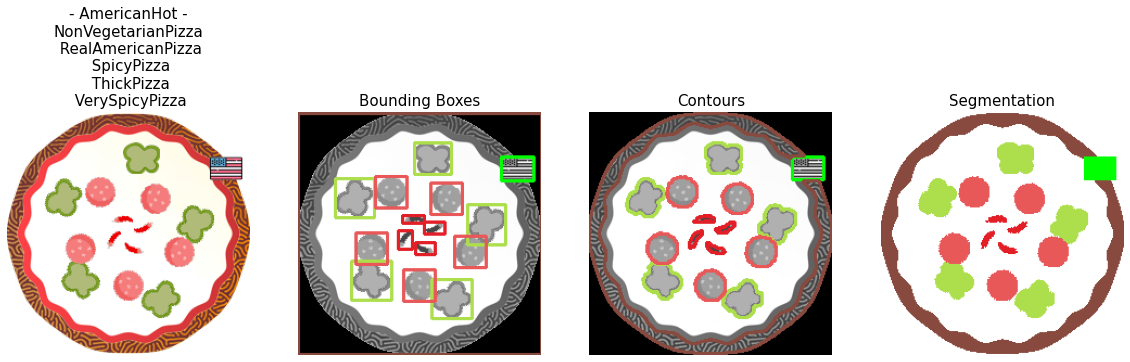 - AmericanHot -
NonVegetarianPizza
RealAmericanPizza
SpicyPizza
ThickPizza
VerySpicyPizza
Bounding Boxes
Contours
Segmentation